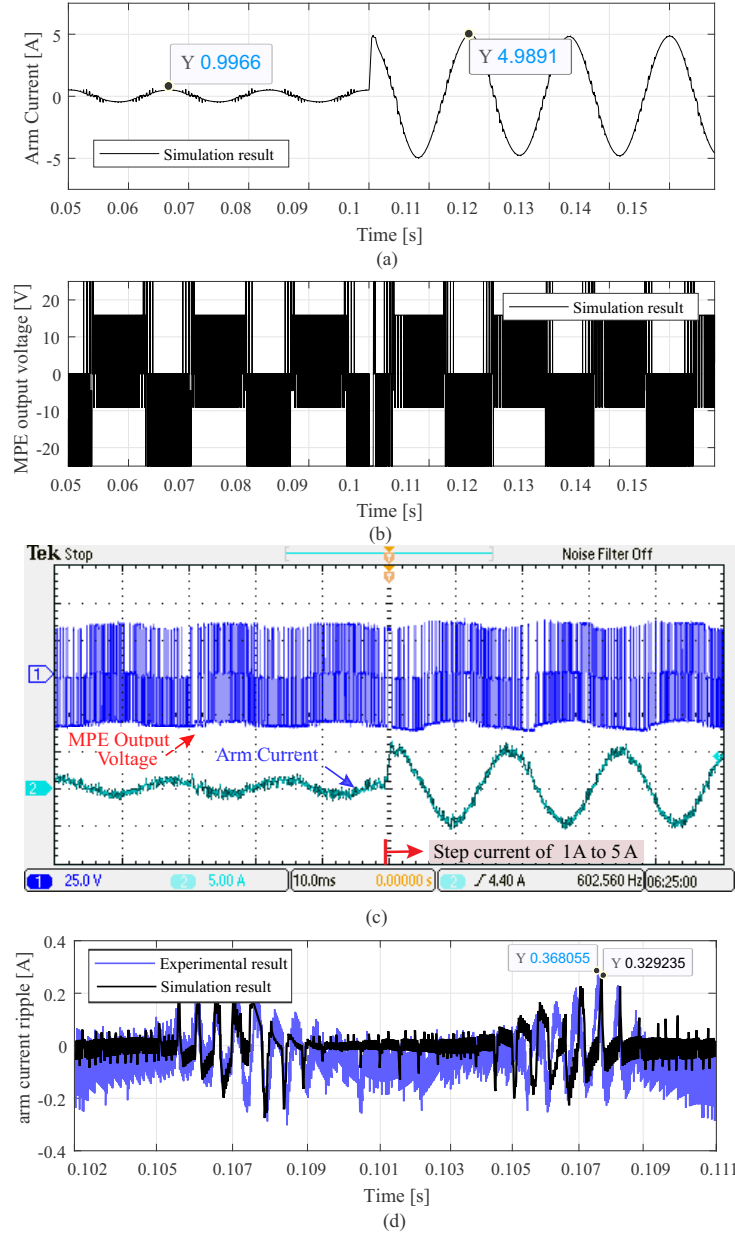 Arm Current [A]
5
0
-5
Y 0.9966
Y 4.9891
Simulation result
0.05 0.06 0.07 0.08 0.09 0.1 0.11 0.12 0.13 0.14 0.15
Time [s]
(a)
MPE output voltage [V]
20
10
0
-10
-20
Simulation result
0.05 0.06 0.07 0.08 0.09 0.1 0.11 0.12 0.13 0.14 0.15
Time [s]
(b)
Tek Stop Noise Filter Off
T
T
1
MPE Output
Voltage
Arm Current
2
Step current of 1A to 5A
1 25.0 V 2 5.00 A 10.0ms 0.00000 s 2 4.40 A 602.560 Hz 06:25:00
(c)
arm current ripple [A]
0.4
0.2
0
-0.2
-0.4
Experimental result
Simulation result
Y 0.368055
Y 0.329235
0.102 0.105 0.107 0.109 0.101 0.103 0.105 0.107 0.109 0.111
Time [s]
(d)